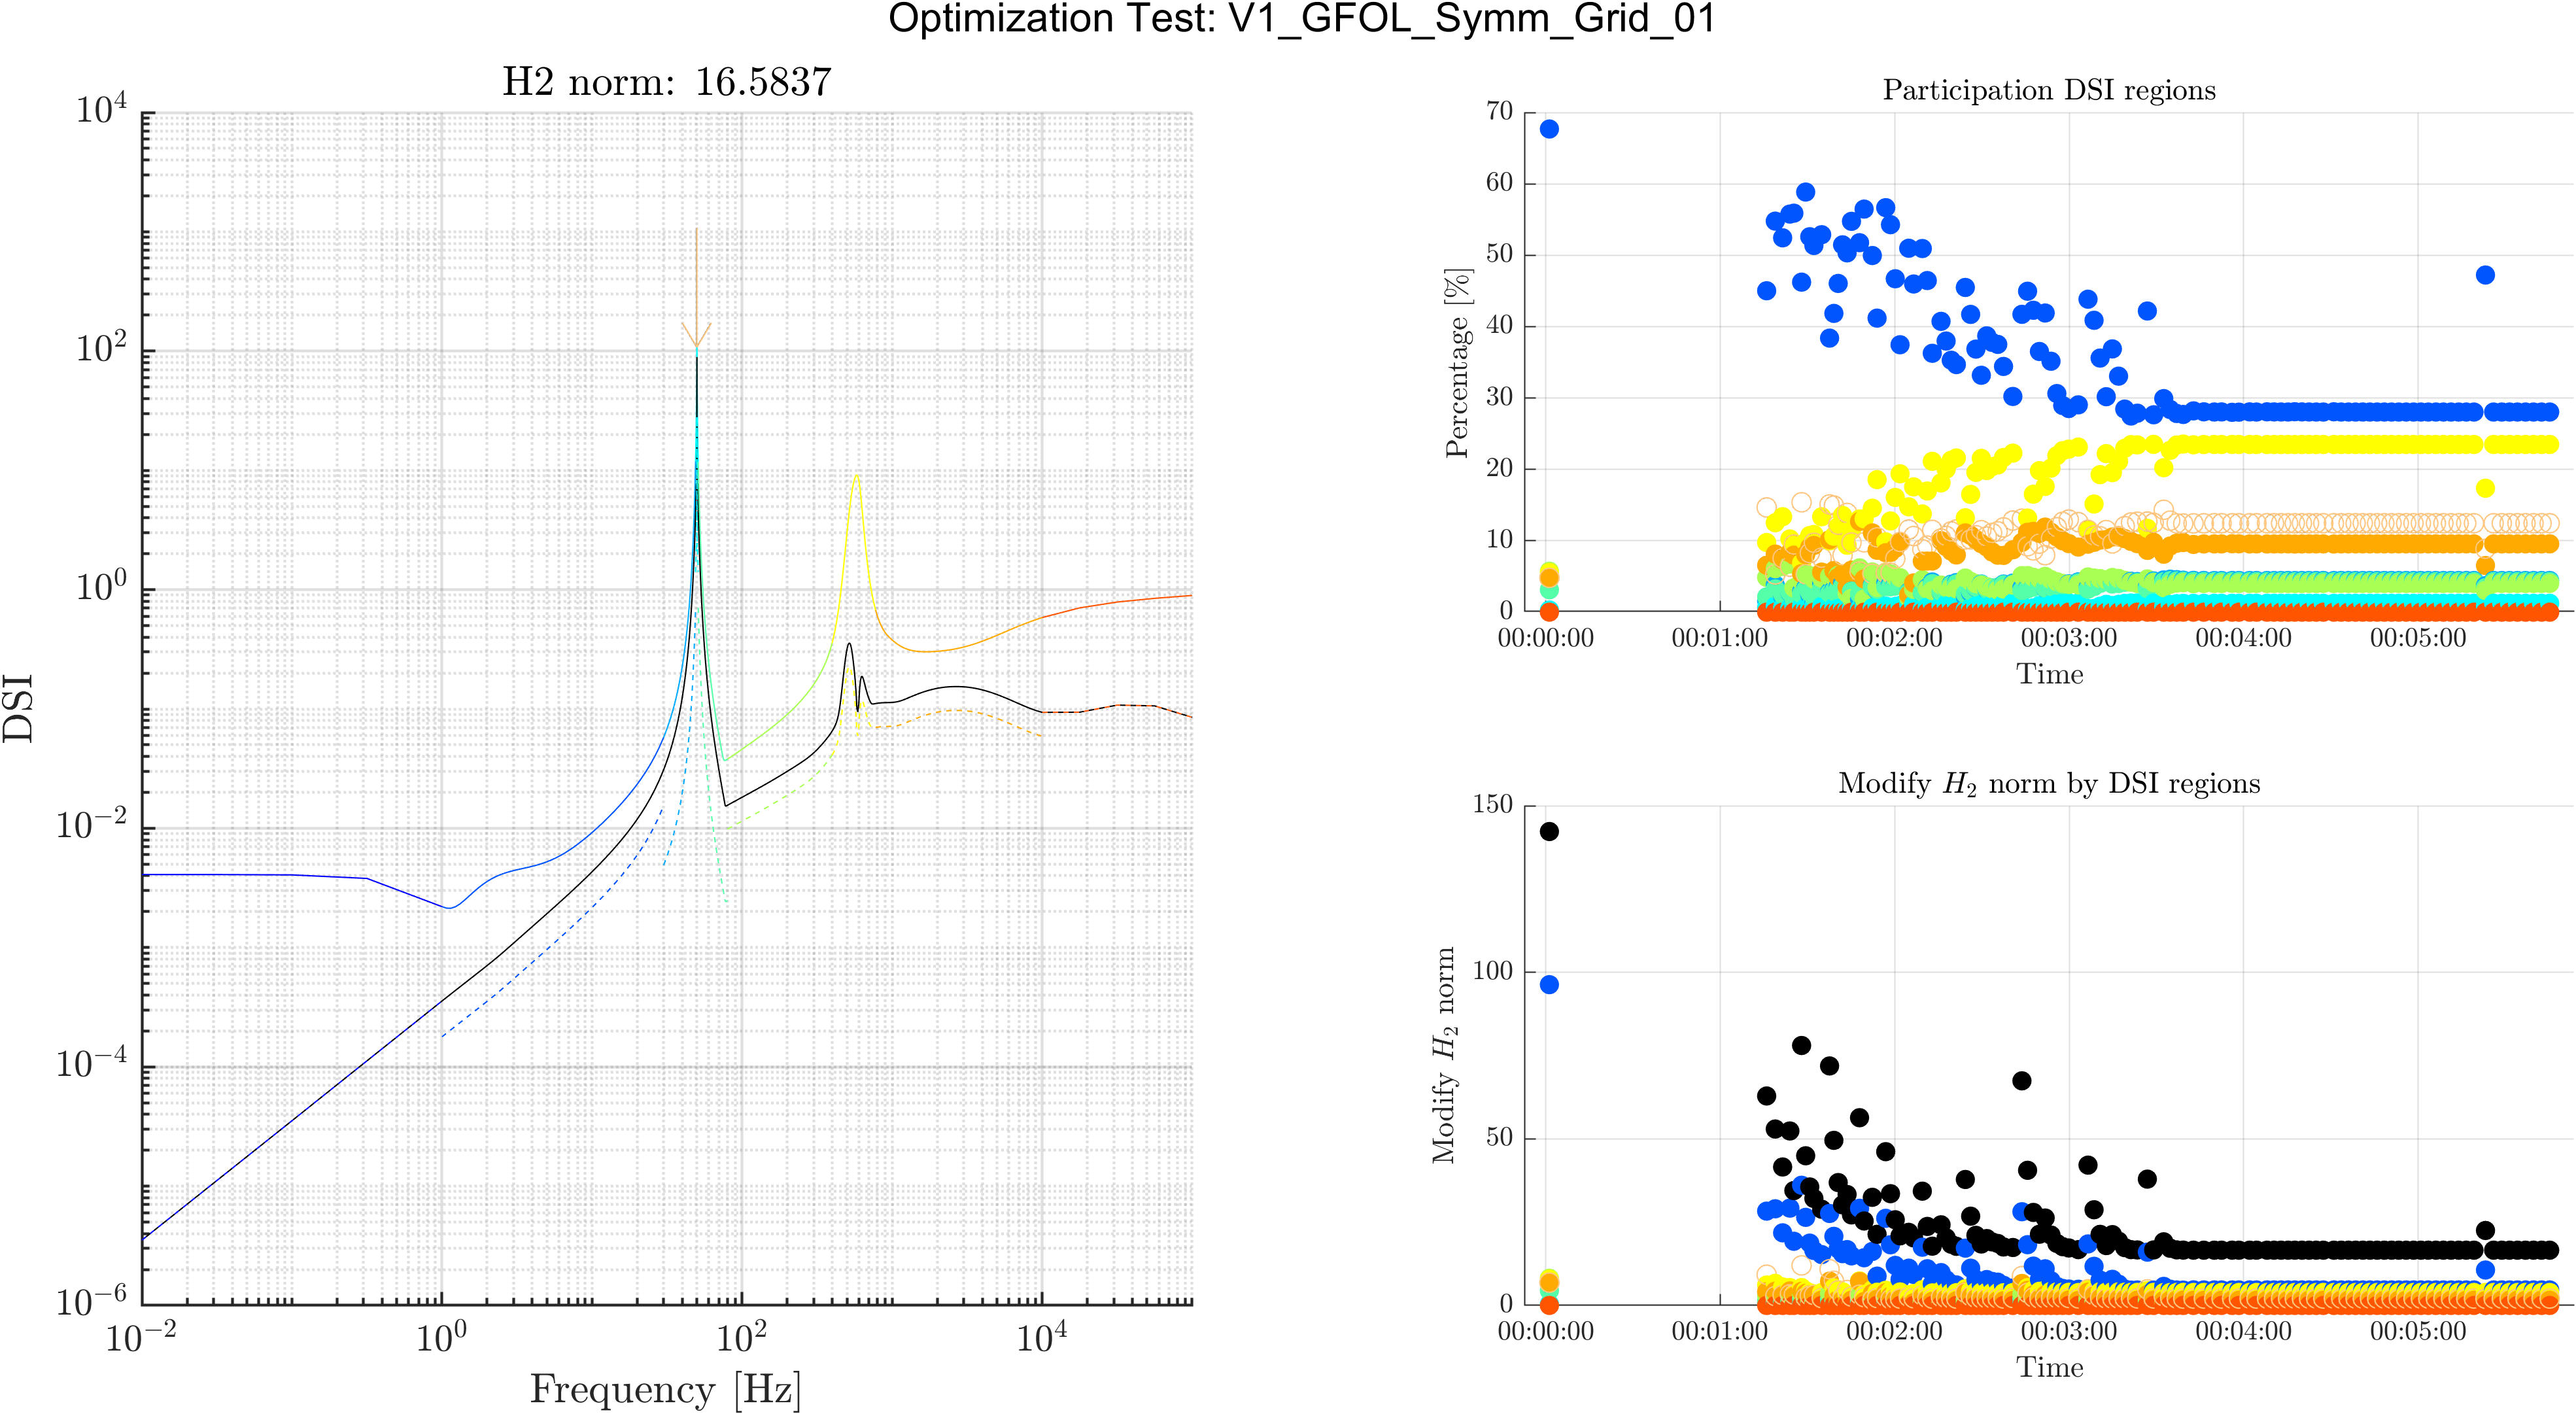 Optimization Test: V1_GFOL_Symm_Grid_01
H2 norm: 16.5837
DSI
10^4
10^2
10^0
10^−2
10^−4
10^−6
10^−2 10^0 10^2 10^4
Frequency [Hz]
Participation DSI regions
Percentage [%]
70
60
50
40
30
20
10
0
00:00:00 00:01:00 00:02:00 00:03:00 00:04:00 00:05:00
Time
Modify H₂ norm by DSI regions
Modify H₂ norm
150
100
50
0
00:00:00 00:01:00 00:02:00 00:03:00 00:04:00 00:05:00
Time